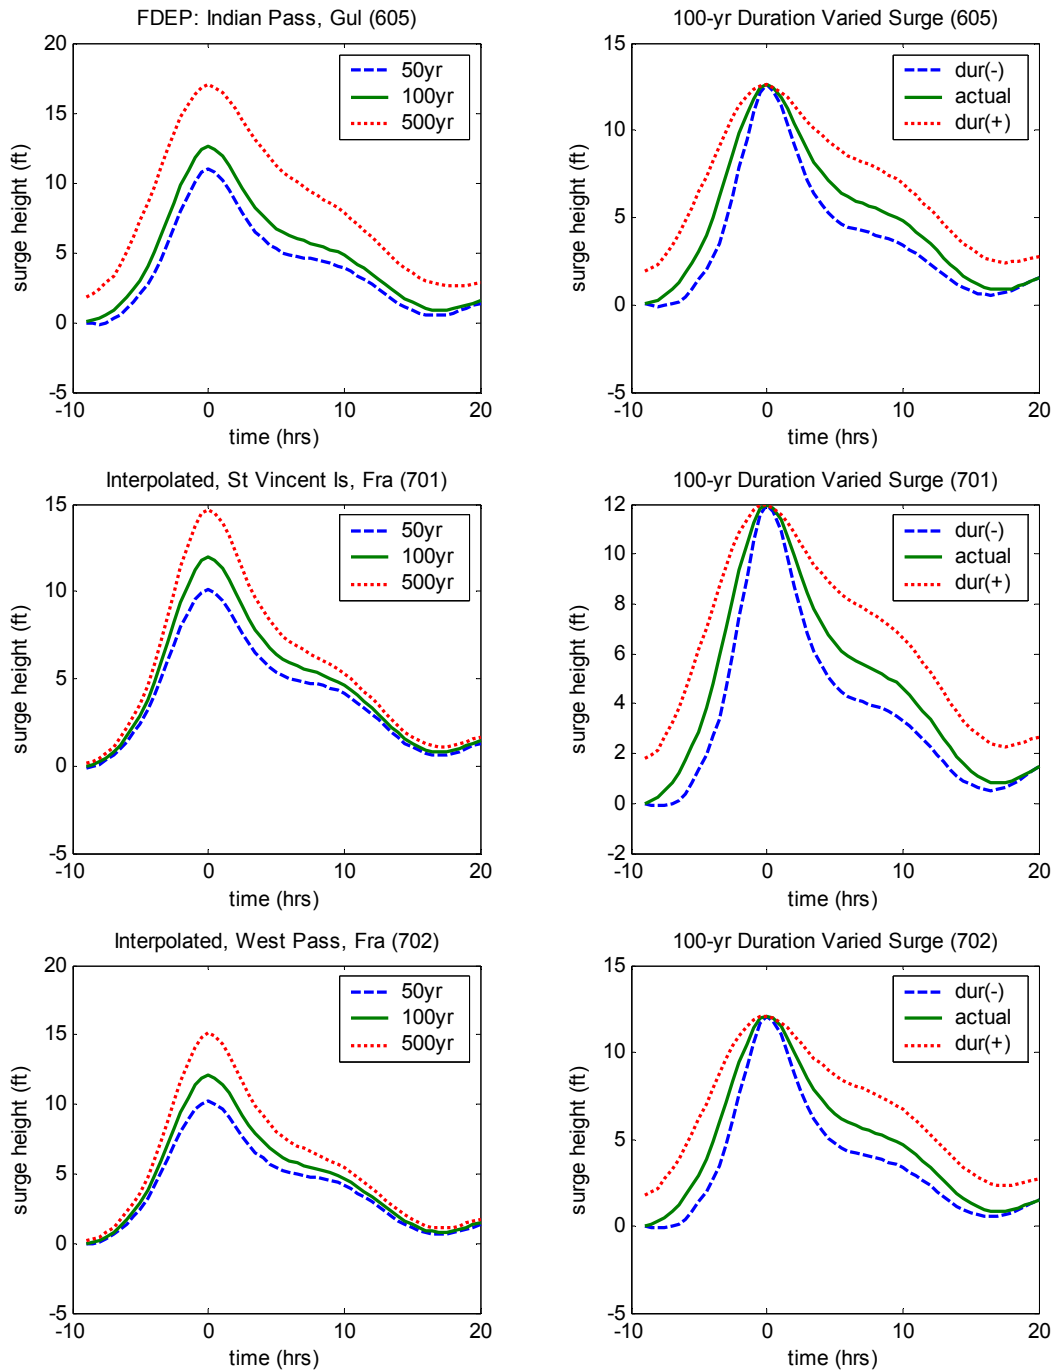 FDEP: Indian Pass, Gul (605)
20
15
10
5
0
-5
-10
0
10
20
surge height (ft)
time (hrs)
50yr
100yr
500yr
100-yr Duration Varied Surge (605)
15
10
5
0
-5
-10
0
10
20
surge height (ft)
time (hrs)
dur(-)
actual
dur(+)
Interpolated, St Vincent Is, Fra (701)
15
10
5
0
-5
-10
0
10
20
surge height (ft)
time (hrs)
50yr
100yr
500yr
100-yr Duration Varied Surge (701)
12
10
8
6
4
2
0
-2
-10
0
10
20
surge height (ft)
time (hrs)
dur(-)
actual
dur(+)
Interpolated, West Pass, Fra (702)
20
15
10
5
0
-5
-10
0
10
20
surge height (ft)
time (hrs)
50yr
100yr
500yr
100-yr Duration Varied Surge (702)
15
10
5
0
-5
-10
0
10
20
surge height (ft)
time (hrs)
dur(-)
actual
dur(+)